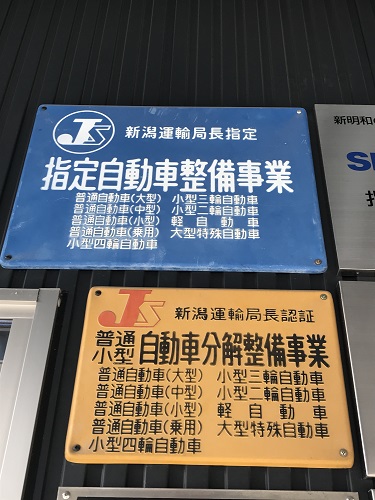 JS 新潟運輸局長指定
指定自動車整備事業
普通自動車(大型) 小型三輪自動車
普通自動車(中型) 小型二輪自動車
普通自動車(小型) 軽自動車
普通自動車(乗用) 大型特殊自動車
小型四輪自動車
新明和の
指
JS 新潟運輸局長認証
普通
小型 自動車分解整備事業
普通自動車(大型) 小型三輪自動車
普通自動車(中型) 小型二輪自動車
普通自動車(小型) 軽自動車
普通自動車(乗用) 大型特殊自動車
小型四輪自動車